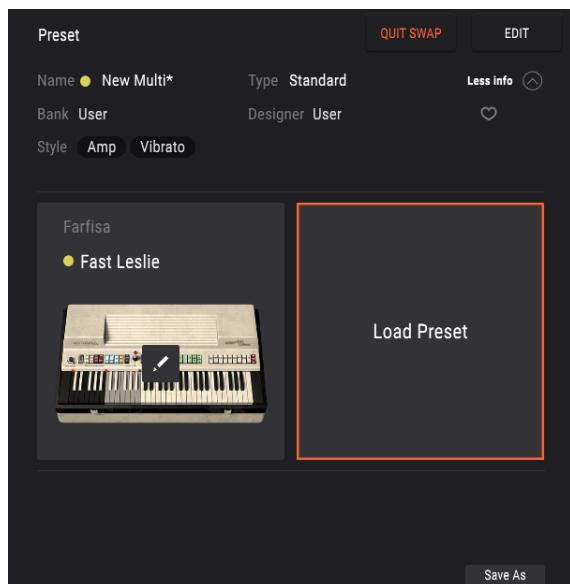 Preset QUIT SWAP EDIT
Name New Multi* Type Standard Less info
Bank User Designer User
Style Amp Vibrato
Farfisa
Fast Leslie
Load Preset
Save As